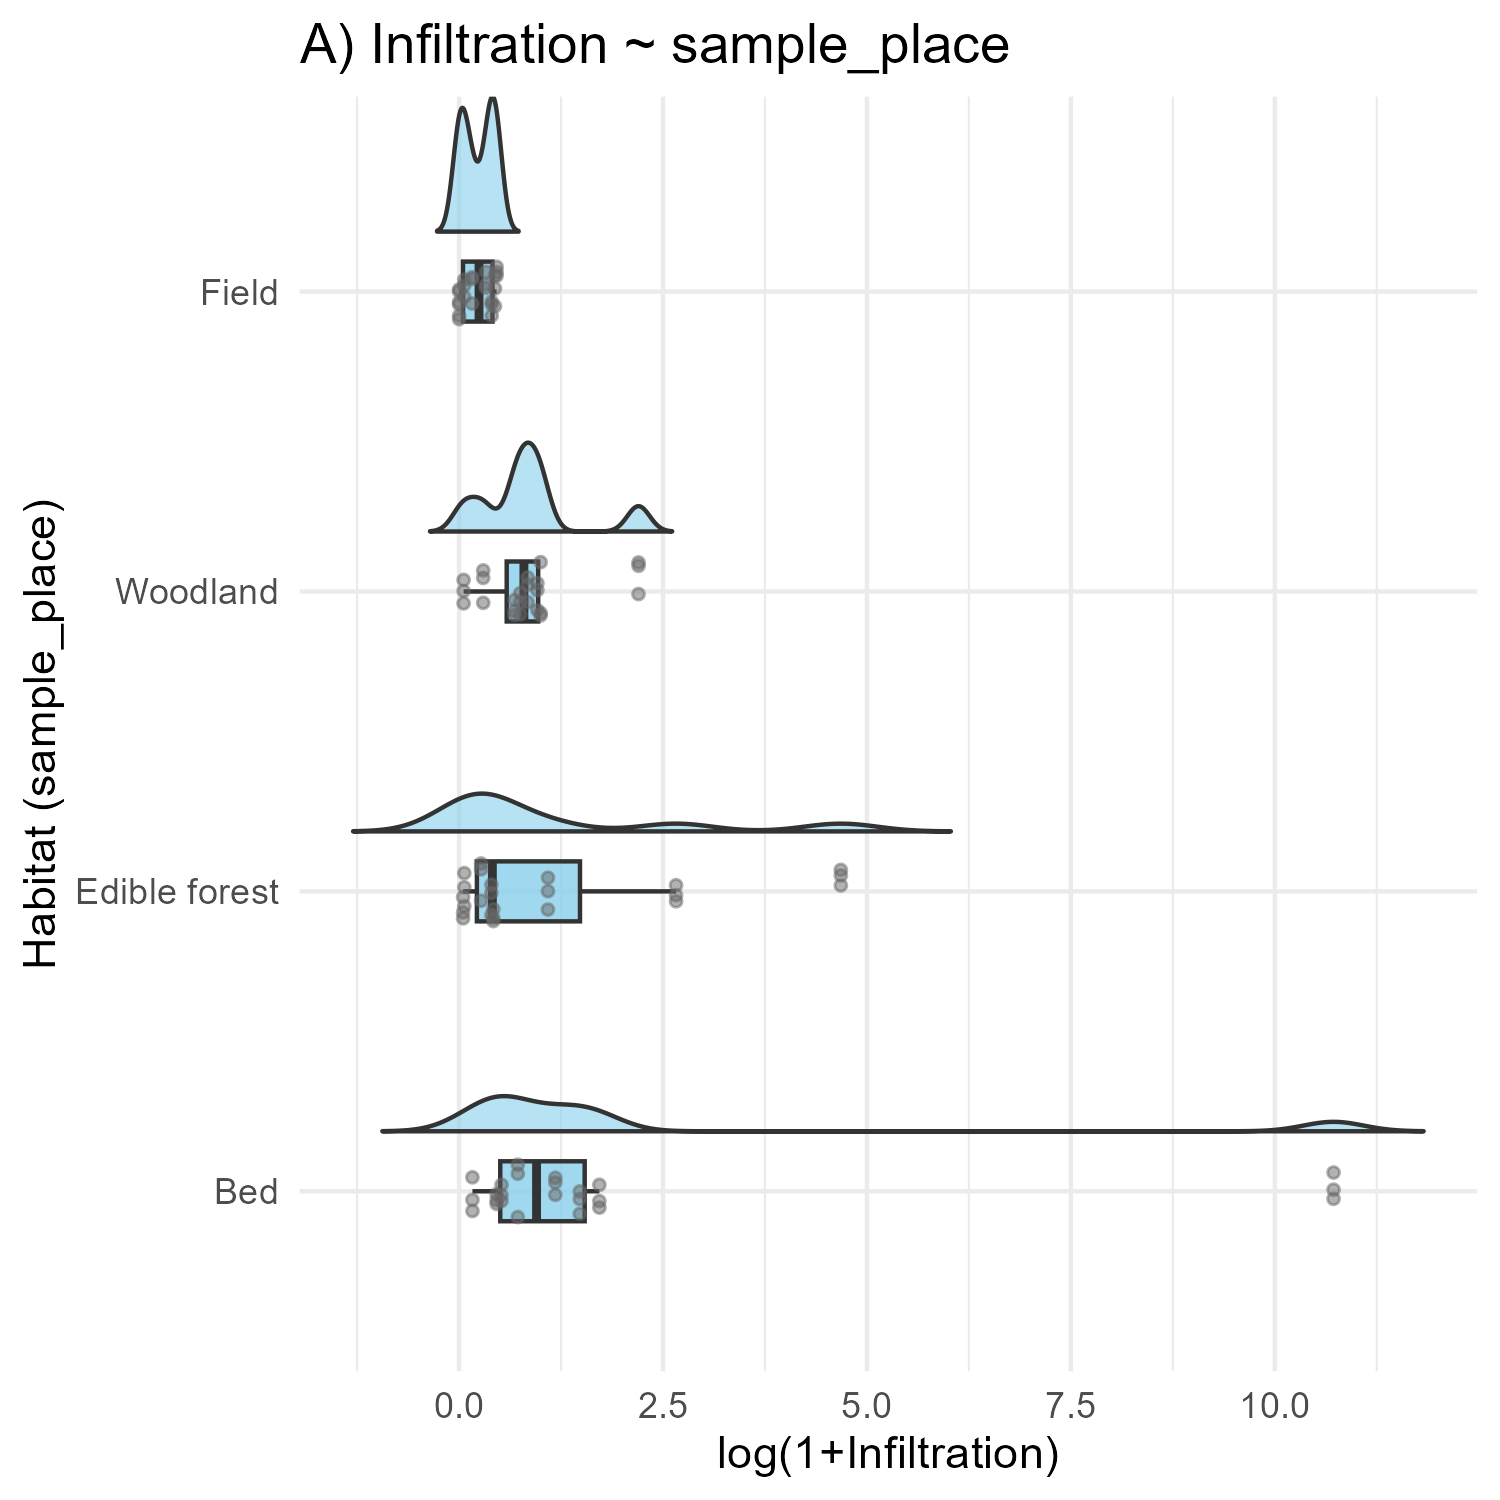 A) Infiltration ~ sample_place
Habitat (sample_place)
Field
Woodland
Edible forest
Bed
0.0 2.5 5.0 7.5 10.0
log(1+Infiltration)